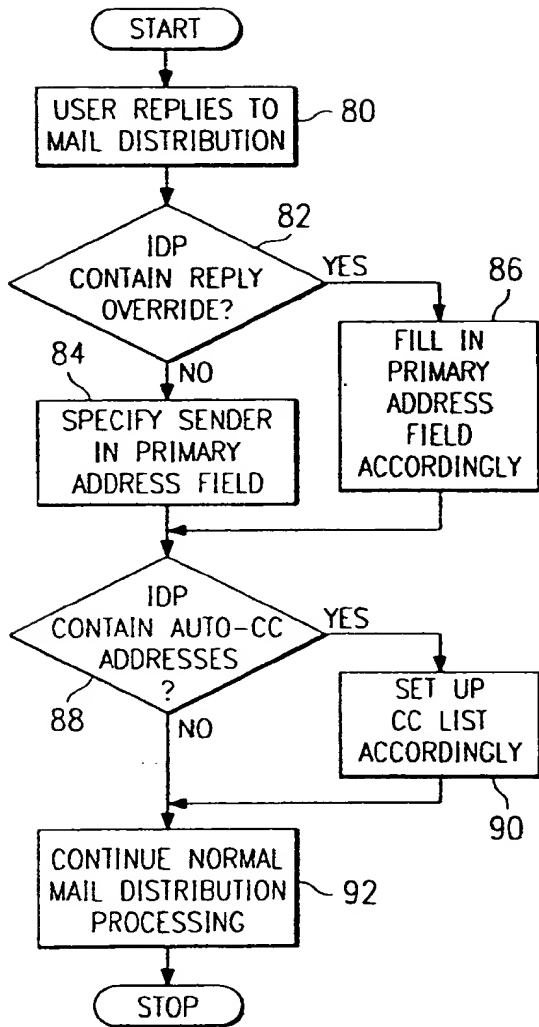 START
USER REPLIES TO
MAIL DISTRIBUTION
80
82
IDP
CONTAIN REPLY
OVERRIDE?
YES
86
NO
84
FILL IN
PRIMARY
ADDRESS
FIELD
ACCORDINGLY
SPECIFY SENDER
IN PRIMARY
ADDRESS FIELD
IDP
CONTAIN AUTO-CC
ADDRESSES
?
YES
88
NO
SET UP
CC LIST
ACCORDINGLY
90
CONTINUE NORMAL
MAIL DISTRIBUTION
PROCESSING
92
STOP